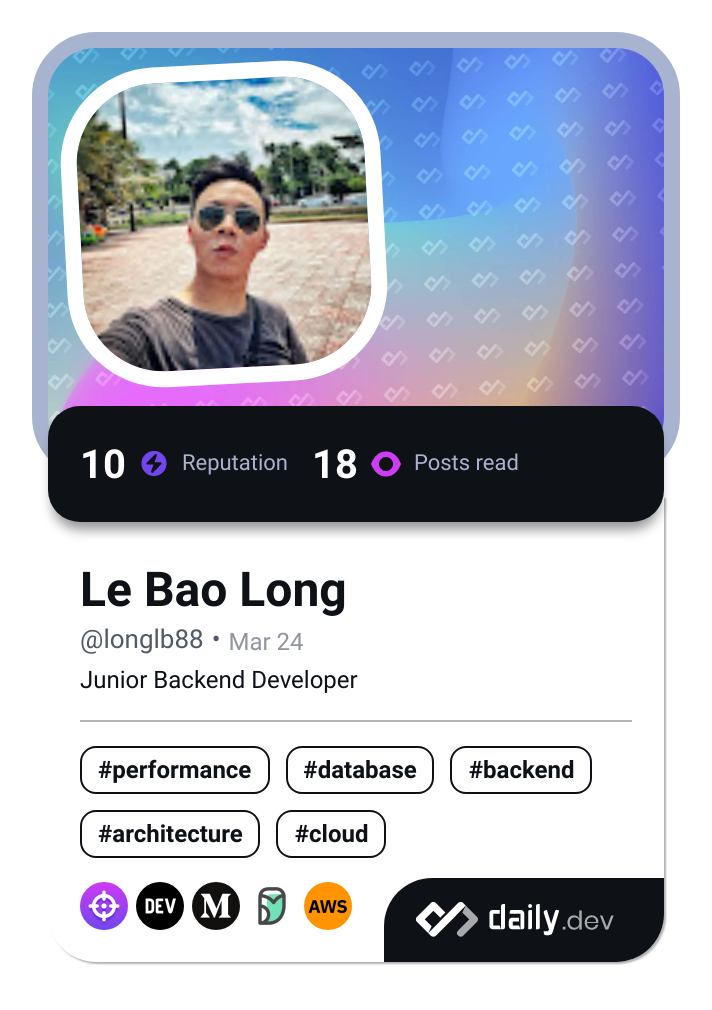 10 Reputation 18 Posts read
Le Bao Long
@longlb88 • Mar 24
Junior Backend Developer
#performance #database #backend
#architecture #cloud
DEV M AWS daily.dev